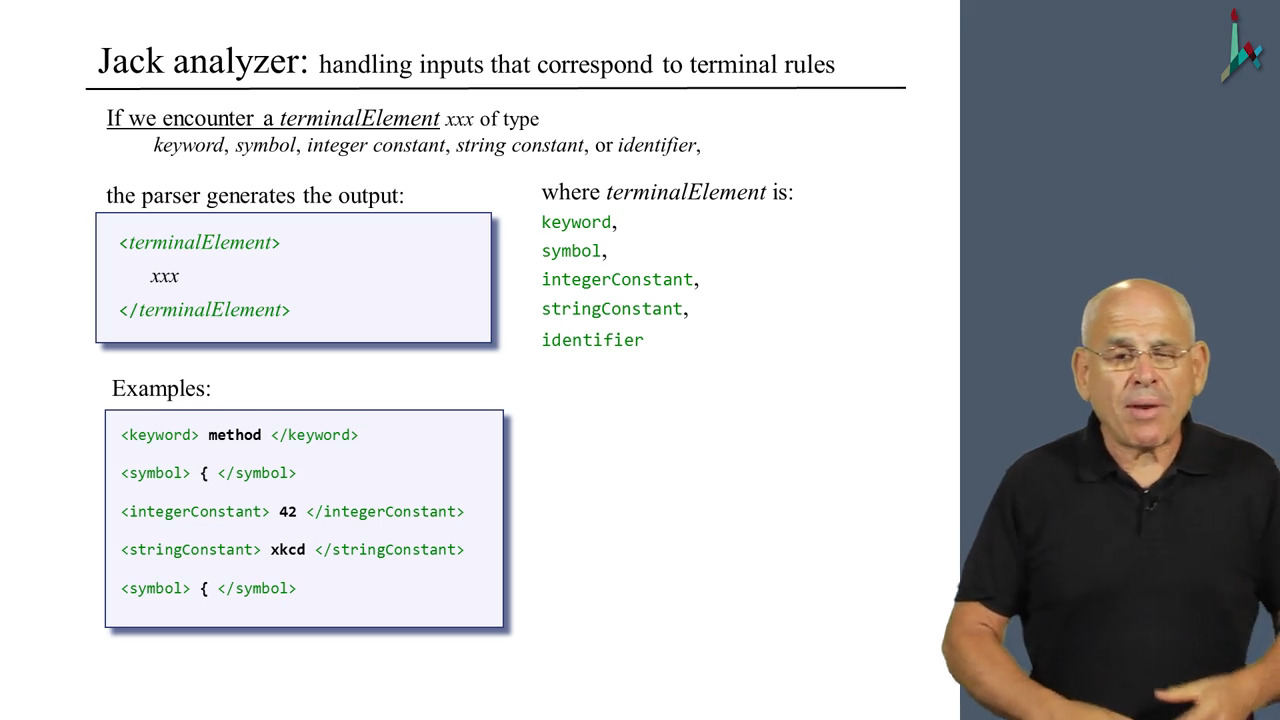 Jack analyzer: handling inputs that correspond to terminal rules
If we encounter a terminalElement xxx of type
keyword, symbol, integer constant, string constant, or identifier,
the parser generates the output:
<terminalElement>
xxx
</terminalElement>
where terminalElement is:
keyword,
symbol,
integerConstant,
stringConstant,
identifier
Examples:
<keyword> method </keyword>
<symbol> { </symbol>
<integerConstant> 42 </integerConstant>
<stringConstant> xkcd </stringConstant>
<symbol> { </symbol>